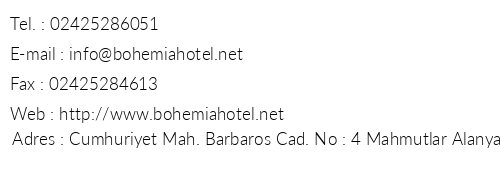 Tel. : 02425286051
E-mail : info@bohemiahotel.net
Fax : 02425284613
Web : http://www.bohemiahotel.net
Adres : Cumhuriyet Mah. Barbaros Cad. No : 4 Mahmutlar Alanya